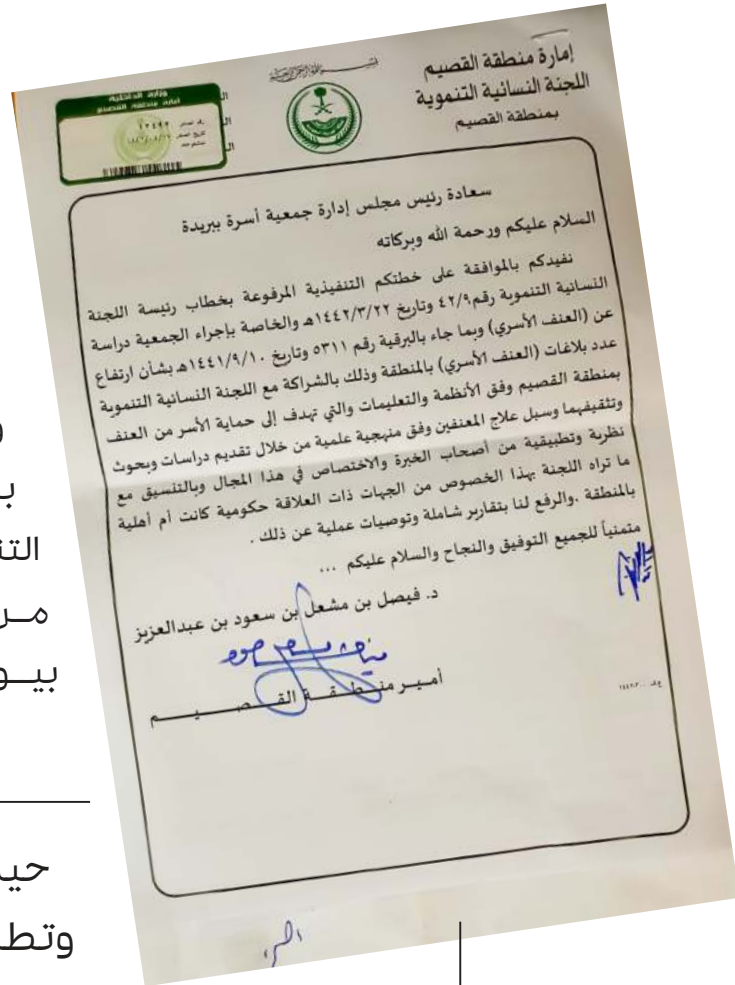 إمارة منطقة القصيم
اللجنة النسائية التنموية
بمنطقة القصيم
وزارة الداخلية
إمارة منطقة القصيم
سعادة رئيس مجلس إدارة جمعية أسرة ببريدة
السلام عليكم ورحمة الله وبركاته
نفيدكم بالموافقة على خطتكم التنفيذية المرفوعة بخطاب رئيسة اللجنة
النسائية التنموية رقم٤٢/٩ وتاريخ ١٤٤٢/٣/٢٢هـ والخاصة بإجراء الجمعية دراسة
عن (العنف الأسري) وبما جاء بالبرقية رقم ٥٣١١ وتاريخ ١٤٤١/٩/١٠هـ بشأن ارتفاع
عدد بلاغات (العنف الأسري) بالمنطقة وذلك بالشراكة مع اللجنة النسائية التنموية
بمنطقة القصيم وفق الأنظمة والتعليمات والتي تهدف إلى حماية الأسر من العنف
وتثقيفهما وسبل علاج المعنفين وفق منهجية علمية من خلال تقديم دراسات وبحوث
نظرية وتطبيقية من أصحاب الخبرة والاختصاص في هذا المجال وبالتنسيق مع
ما تراه اللجنة بهذا الخصوص من الجهات ذات العلاقة حكومية كانت أم أهلية
بالمنطقة .والرفع لنا بتقارير شاملة وتوصيات عملية عن ذلك .
متمنياً للجميع التوفيق والنجاح والسلام عليكم ...
د. فيصل بن مشعل بن سعود بن عبدالعزيز
أمير منطقة القصيم